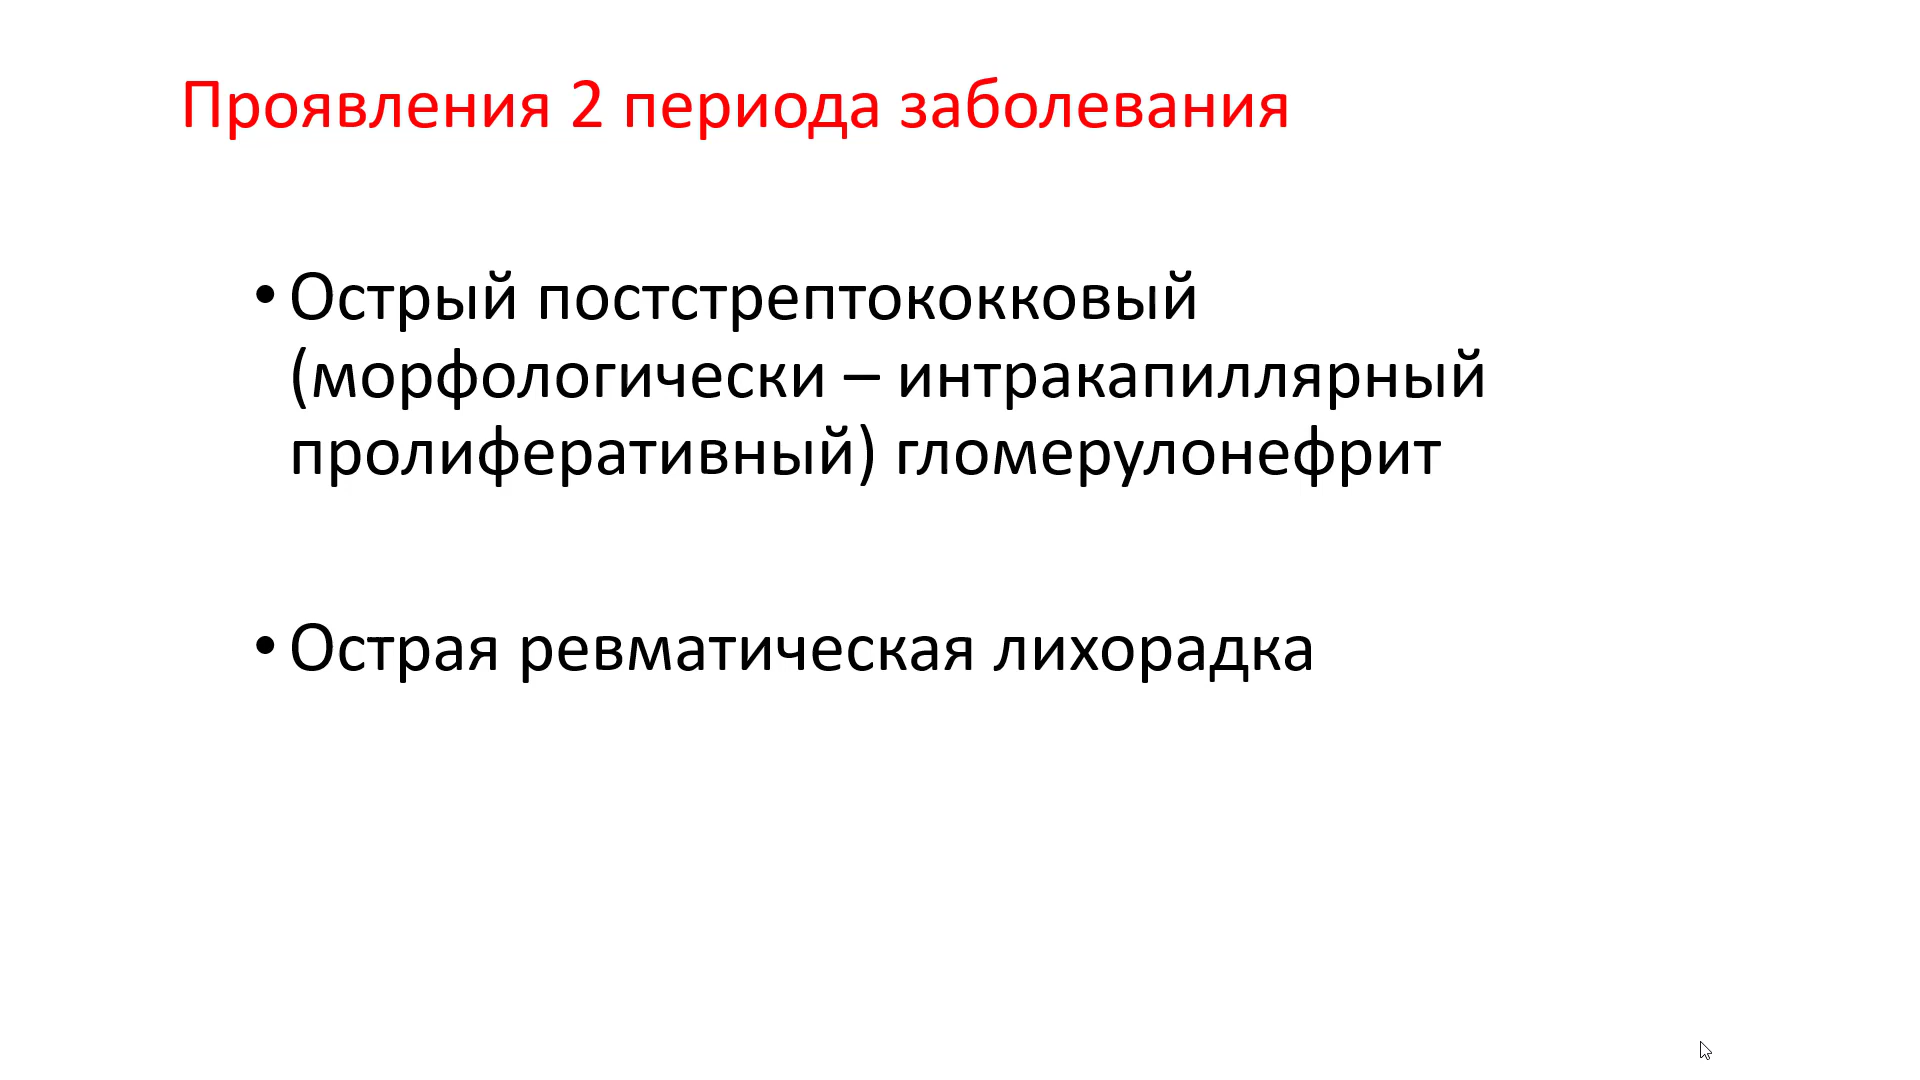 Проявления 2 периода заболевания
• Острый постстрептококковый
(морфологически – интракапиллярный
пролиферативный) гломерулонефрит
• Острая ревматическая лихорадка